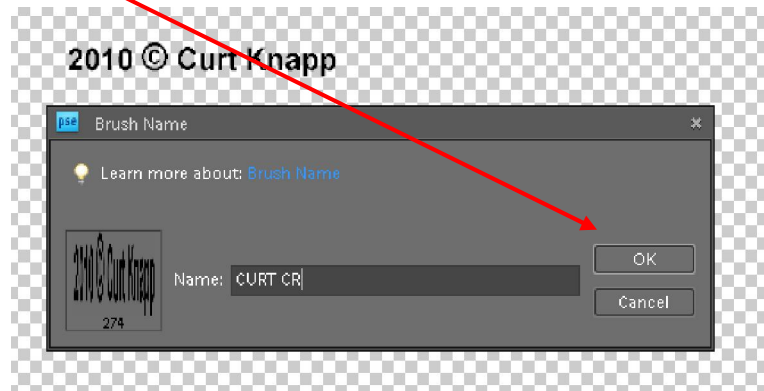 2010 © Curt Knapp
pse Brush Name
Learn more about: Brush Name
2010 © Curt Knapp
274
Name: CURT CR
OK
Cancel